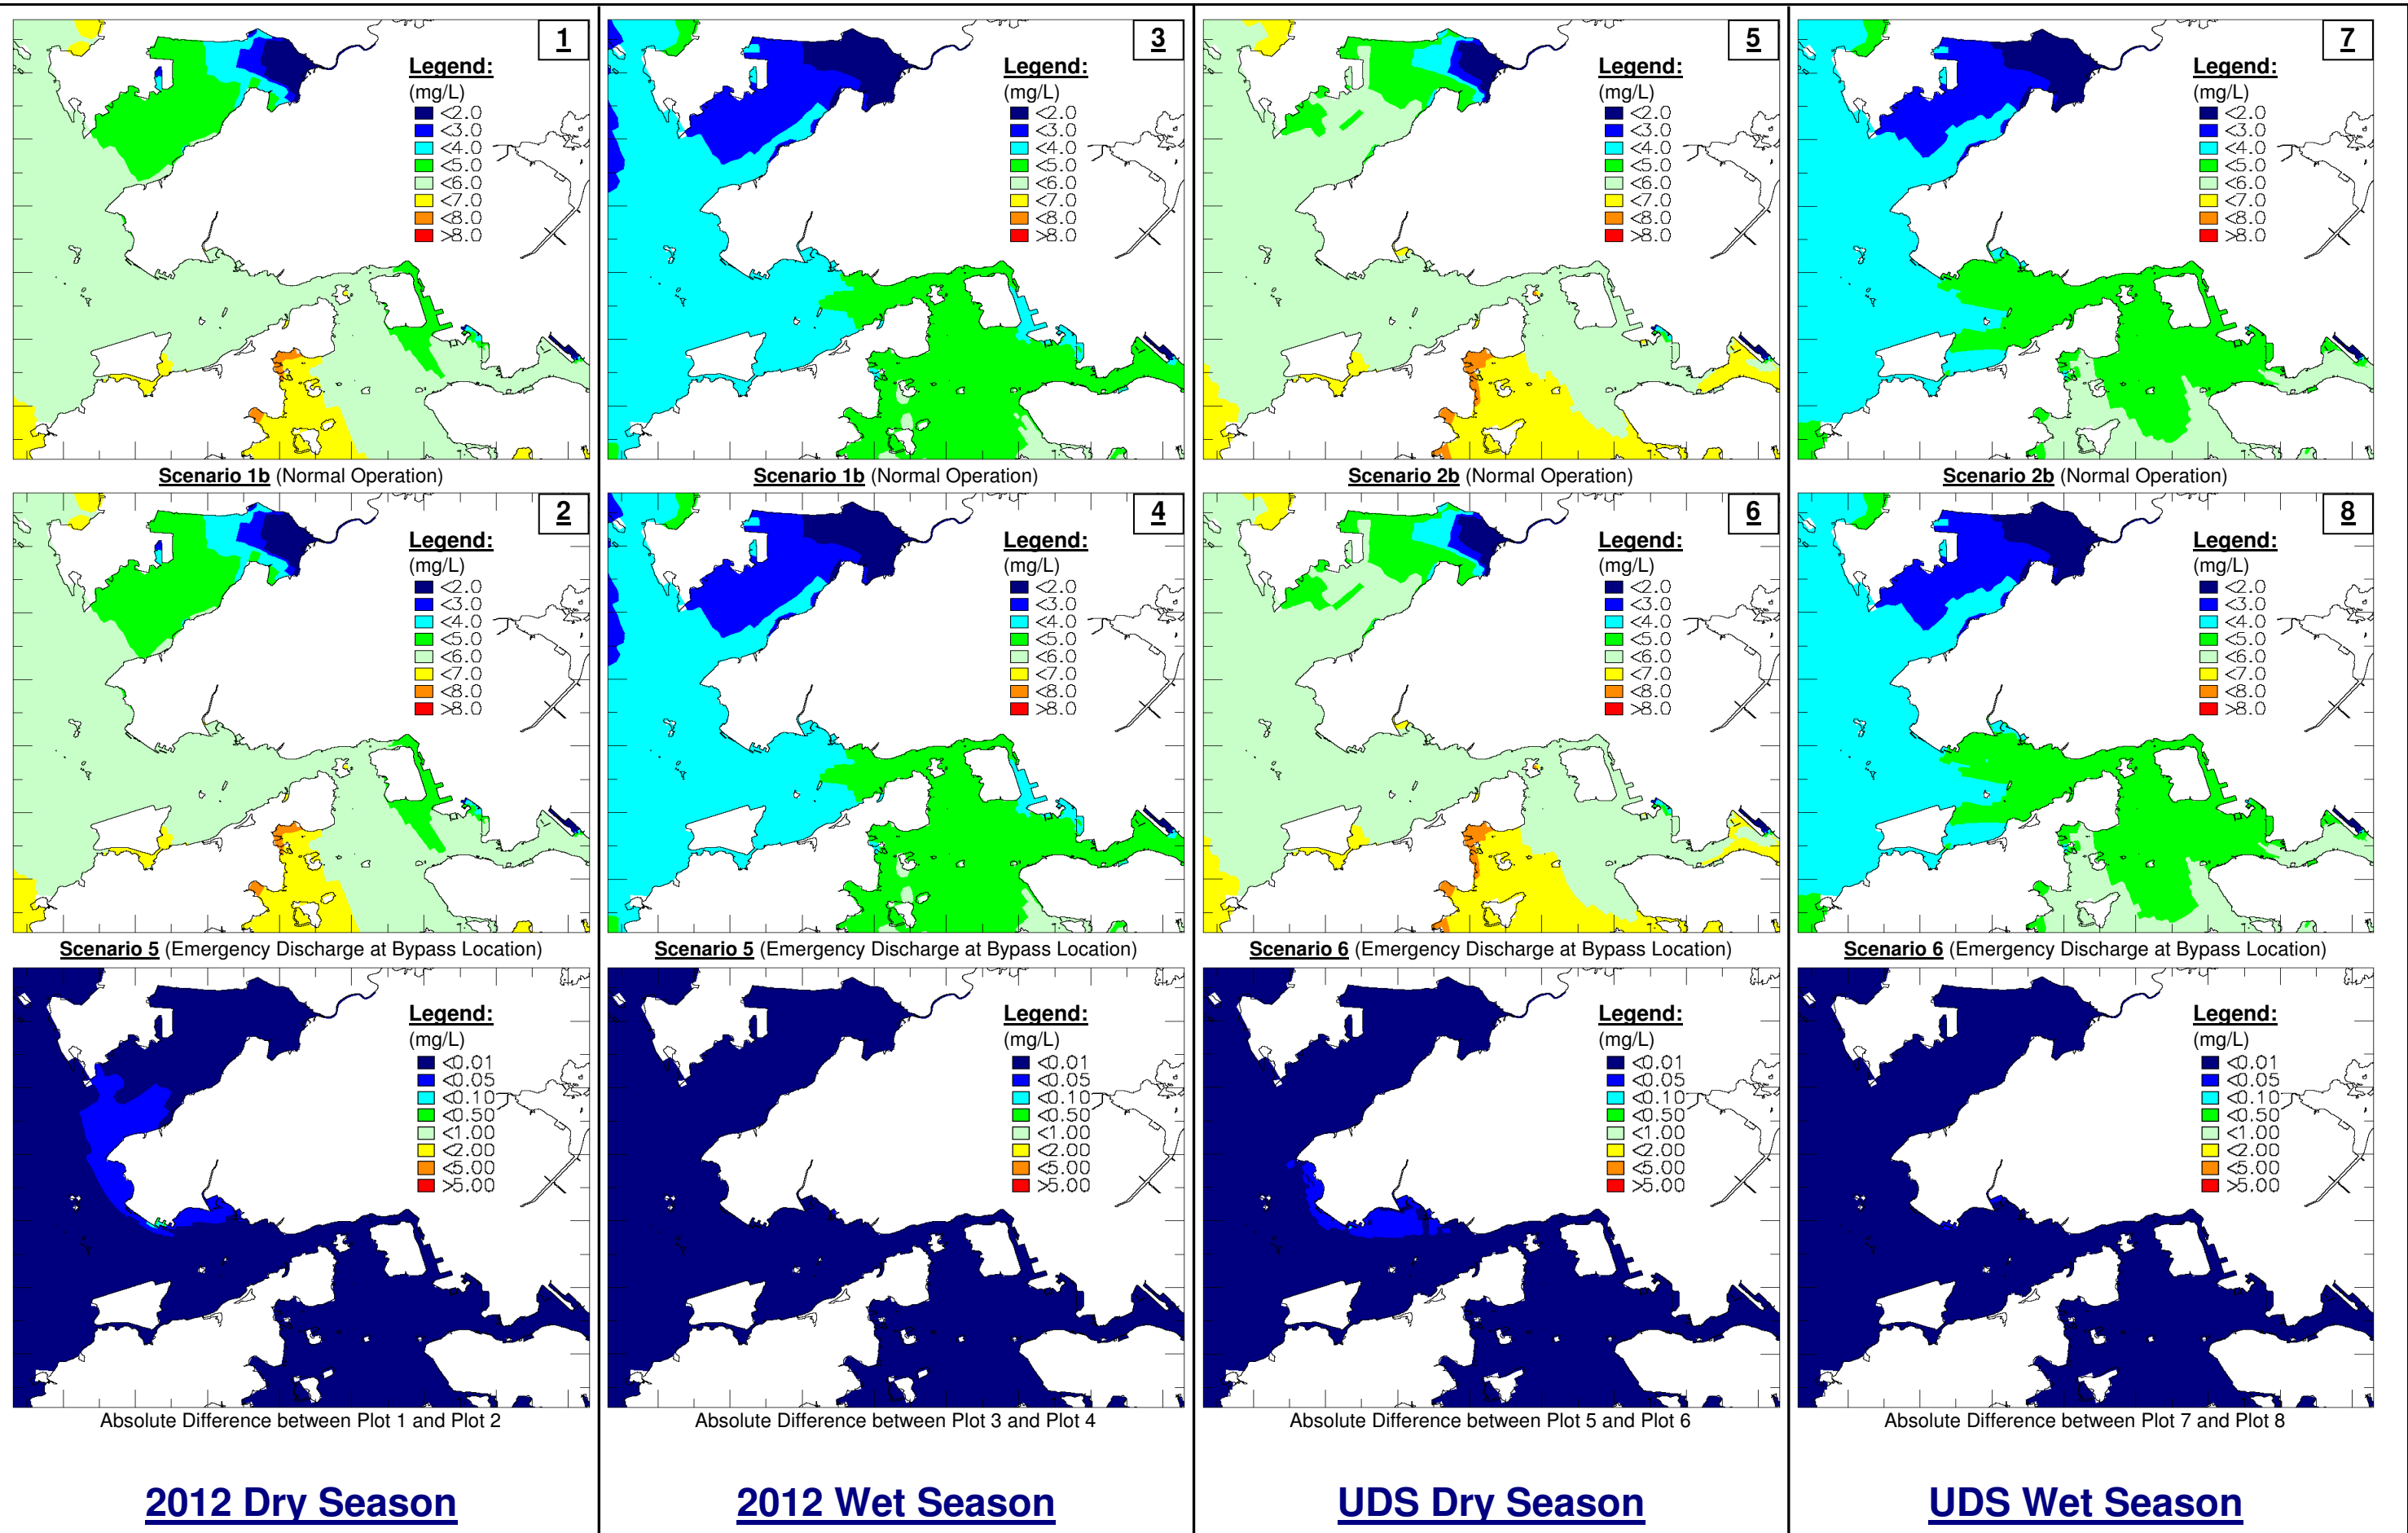 1
Legend:
(mg/L)
<2.0
<3.0
<4.0
<5.0
<6.0
<7.0
<8.0
>8.0
Scenario 1b (Normal Operation)
2
Legend:
(mg/L)
<2.0
<3.0
<4.0
<5.0
<6.0
<7.0
<8.0
>8.0
Scenario 5 (Emergency Discharge at Bypass Location)
Legend:
(mg/L)
<0.01
<0.05
<0.10
<0.50
<1.00
<2.00
<5.00
>5.00
Absolute Difference between Plot 1 and Plot 2
2012 Dry Season
3
Legend:
(mg/L)
<2.0
<3.0
<4.0
<5.0
<6.0
<7.0
<8.0
>8.0
Scenario 1b (Normal Operation)
4
Legend:
(mg/L)
<2.0
<3.0
<4.0
<5.0
<6.0
<7.0
<8.0
>8.0
Scenario 5 (Emergency Discharge at Bypass Location)
Legend:
(mg/L)
<0.01
<0.05
<0.10
<0.50
<1.00
<2.00
<5.00
>5.00
Absolute Difference between Plot 3 and Plot 4
2012 Wet Season
5
Legend:
(mg/L)
<2.0
<3.0
<4.0
<5.0
<6.0
<7.0
<8.0
>8.0
Scenario 2b (Normal Operation)
6
Legend:
(mg/L)
<2.0
<3.0
<4.0
<5.0
<6.0
<7.0
<8.0
>8.0
Scenario 6 (Emergency Discharge at Bypass Location)
Legend:
(mg/L)
<0.01
<0.05
<0.10
<0.50
<1.00
<2.00
<5.00
>5.00
Absolute Difference between Plot 5 and Plot 6
UDS Dry Season
7
Legend:
(mg/L)
<2.0
<3.0
<4.0
<5.0
<6.0
<7.0
<8.0
>8.0
Scenario 2b (Normal Operation)
8
Legend:
(mg/L)
<2.0
<3.0
<4.0
<5.0
<6.0
<7.0
<8.0
>8.0
Scenario 6 (Emergency Discharge at Bypass Location)
Legend:
(mg/L)
<0.01
<0.05
<0.10
<0.50
<1.00
<2.00
<5.00
>5.00
Absolute Difference between Plot 7 and Plot 8
UDS Wet Season